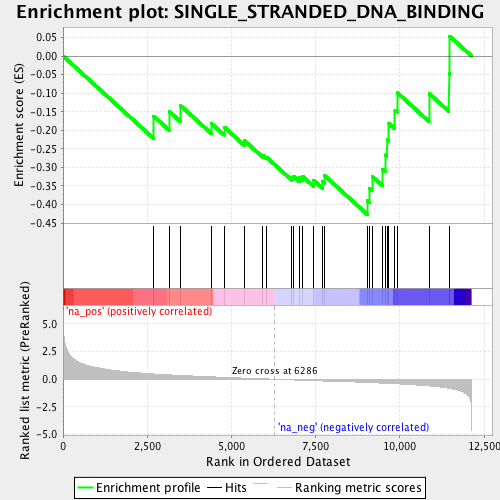 Enrichment plot: SINGLE_STRANDED_DNA_BINDING
Enrichment score (ES)
0.05
0.00
-0.05
-0.10
-0.15
-0.20
-0.25
-0.30
-0.35
-0.40
-0.45
'na_pos' (positively correlated)
Ranked list metric (PreRanked)
5.0
2.5
0.0
-2.5
-5.0
Zero cross at 6286
'na_neg' (negatively correlated)
0 2,500 5,000 7,500 10,000 12,500
Rank in Ordered Dataset
Enrichment profile Hits Ranking metric scores